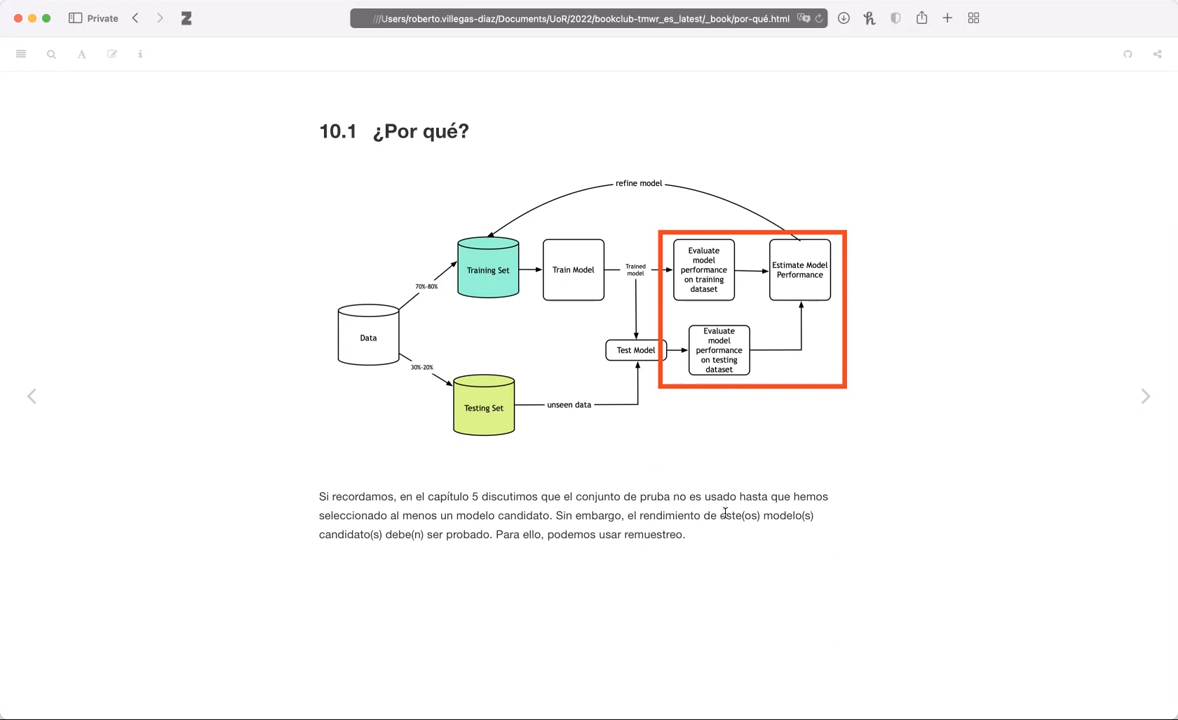 Private
///Users/roberto.villegas-diaz/Documents/UoR/2022/bookclub-tmwr_es_latest/_book/por-qué.html
10.1 ¿Por qué?
refine model
Training Set
Train Model
Trained
model
Evaluate
model
performance
on training
dataset
Estimate Model
Performance
70%-80%
Data
30%-20%
Test Model
Evaluate
model
performance
on testing
dataset
Testing Set
unseen data
Si recordamos, en el capítulo 5 discutimos que el conjunto de pruba no es usado hasta que hemos
seleccionado al menos un modelo candidato. Sin embargo, el rendimiento de este(os) modelo(s)
candidato(s) debe(n) ser probado. Para ello, podemos usar remuestreo.